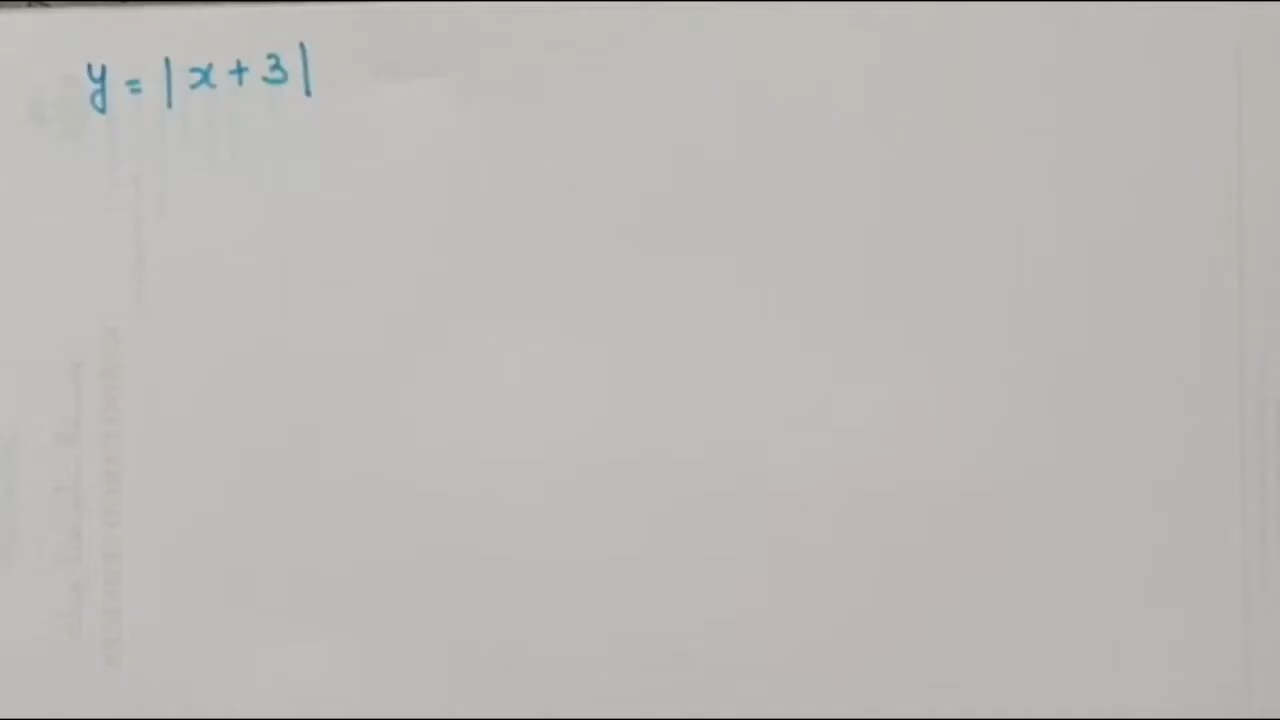 y = |x + 3|